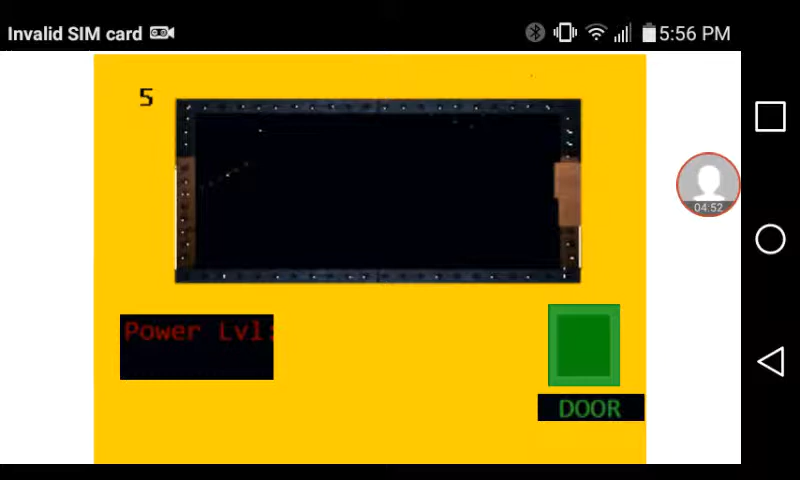 Invalid SIM card 5:56 PM
5
04:52
Power Lvl:
DOOR